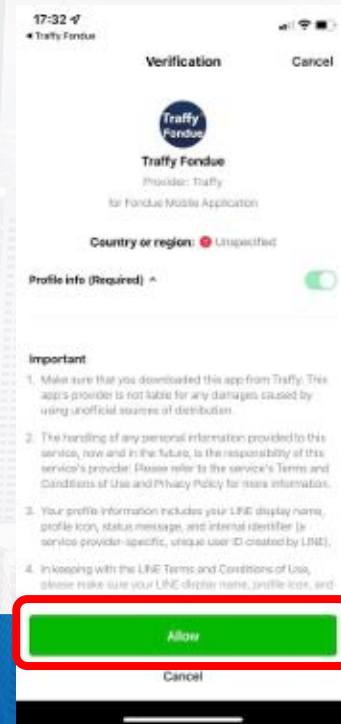 17:32
◀ Traffy Fondue
Verification
Cancel
Traffy
Fondue
Traffy Fondue
Provider: Traffy
for Fondue Mobile Application
Country or region: Unspecified
Profile info (Required) ^
Important
1. Make sure that you downloaded this app from Traffy. This
app's provider is not liable for any damages caused by
using unofficial sources of distribution.
2. The handling of any personal information provided to this
service, now and in the future, is the responsibility of this
service's provider. Please refer to the service's Terms and
Conditions of Use and Privacy Policy for more information.
3. Your profile information includes your LINE display name,
profile icon, status message, and internal identifier (a
service provider-specific, unique user ID created by LINE).
4. In keeping with the LINE Terms and Conditions of Use,
please make sure your LINE display name, profile icon, and
Allow
Cancel